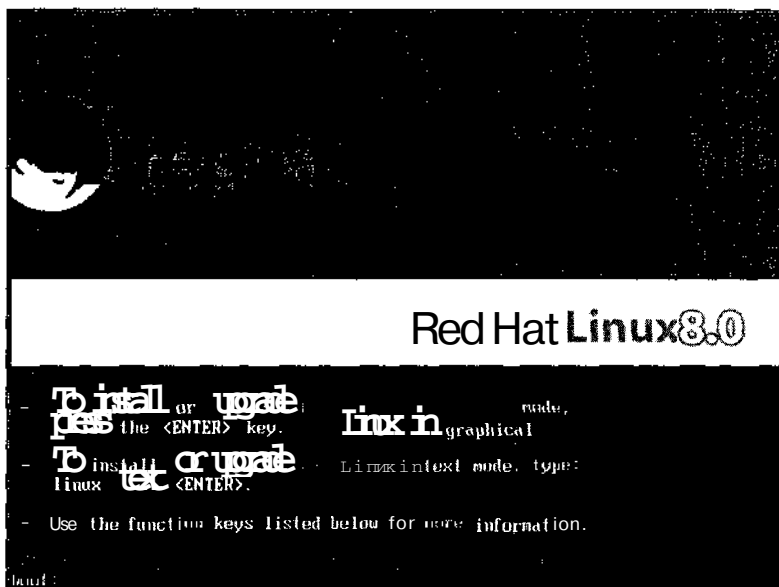 Red Hat Linux 8.0
- To install or upgrade Linux in graphical mode,
press the <ENTER> key.
- To install or upgrade Linux in text mode, type:
linux text <ENTER>.
- Use the function keys listed below for more information.
boot: